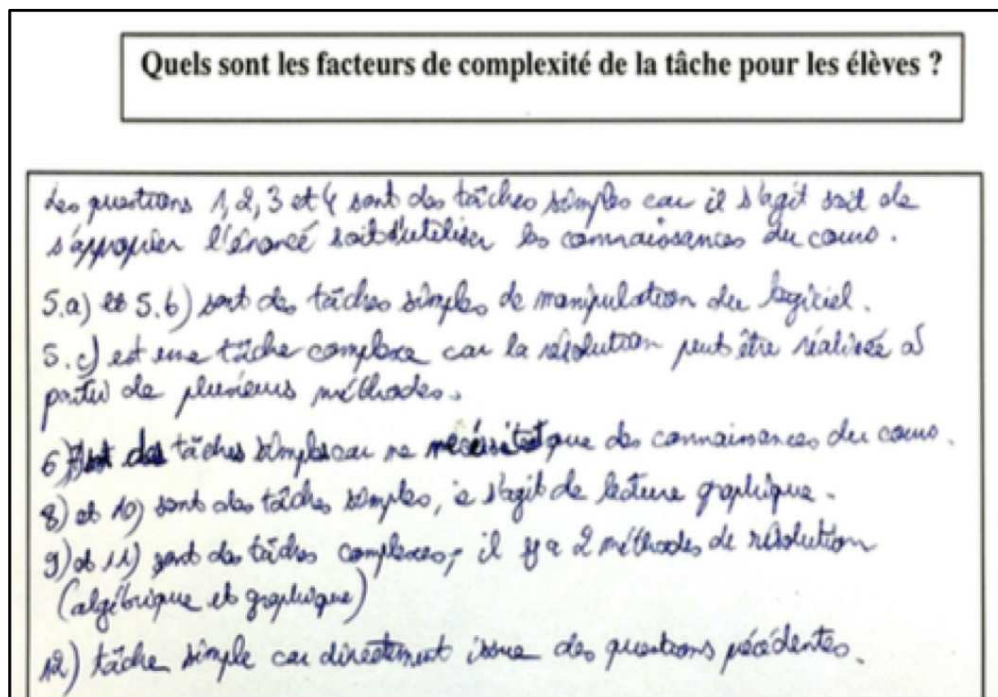 Quels sont les facteurs de complexité de la tâche pour les élèves ?
Les questions 1, 2, 3 et 4 sont des tâches simples car il s'agit soit de
s'approprier l'énoncé soit d'utiliser les connaissances du cours.
5.a) et 5.b) sont des tâches simples de manipulation du logiciel.
5.c) est une tâche complexe car la résolution peut être réalisée à
partir de plusieurs méthodes.
6) des tâches simples car ne nécessitet que des connaissances du cours.
8) et 10) sont des tâches simples, il s'agit de lecture graphique.
9) et 11) sont des tâches complexes, il y a 2 méthodes de résolution
(algébrique et graphique)
12) tâche simple car directement issue des questions précédentes.